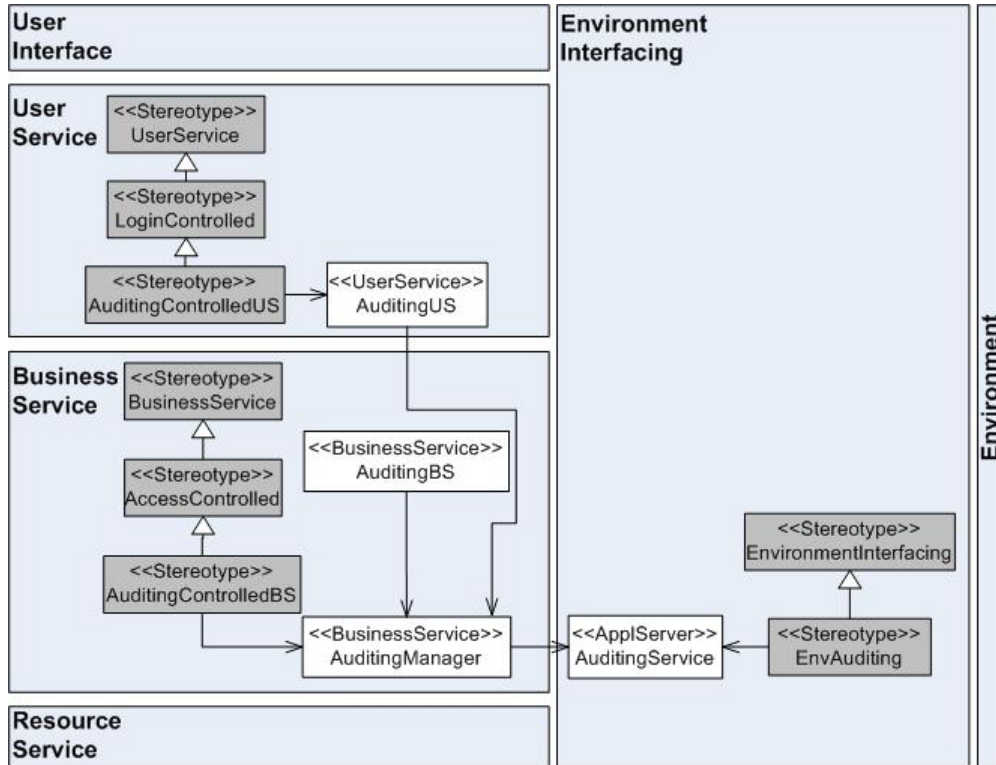 User
Interface
User
Service
<<Stereotype>>
UserService
<<Stereotype>>
LoginControlled
<<Stereotype>>
AuditingControlledUS
<<UserService>>
AuditingUS
Business
Service
<<Stereotype>>
BusinessService
<<BusinessService>>
AuditingBS
<<Stereotype>>
AccessControlled
<<Stereotype>>
AuditingControlledBS
<<BusinessService>>
AuditingManager
Resource
Service
Environment
Interfacing
<<Stereotype>>
EnvironmentInterfacing
<<ApplServer>>
AuditingService
<<Stereotype>>
EnvAuditing
Environment